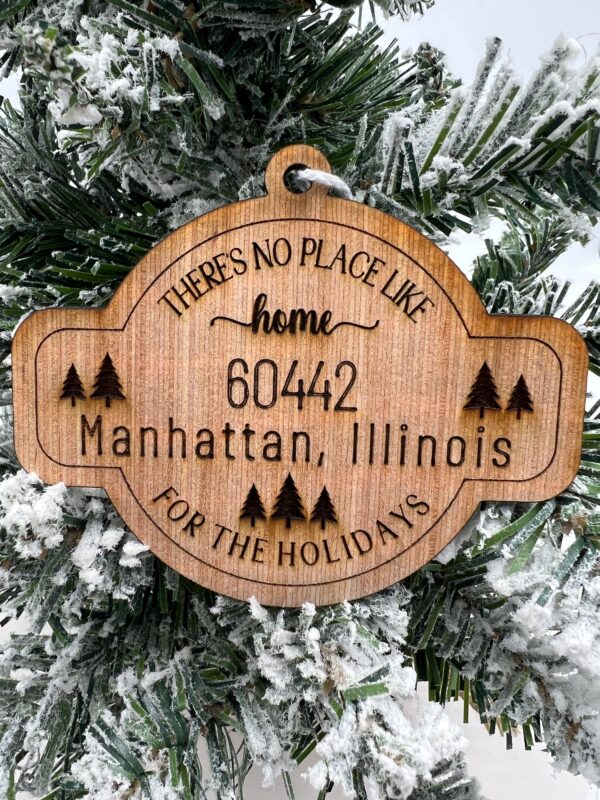 THERE'S NO PLACE LIKE
home
60442
Manhattan, Illinois
FOR THE HOLIDAYS